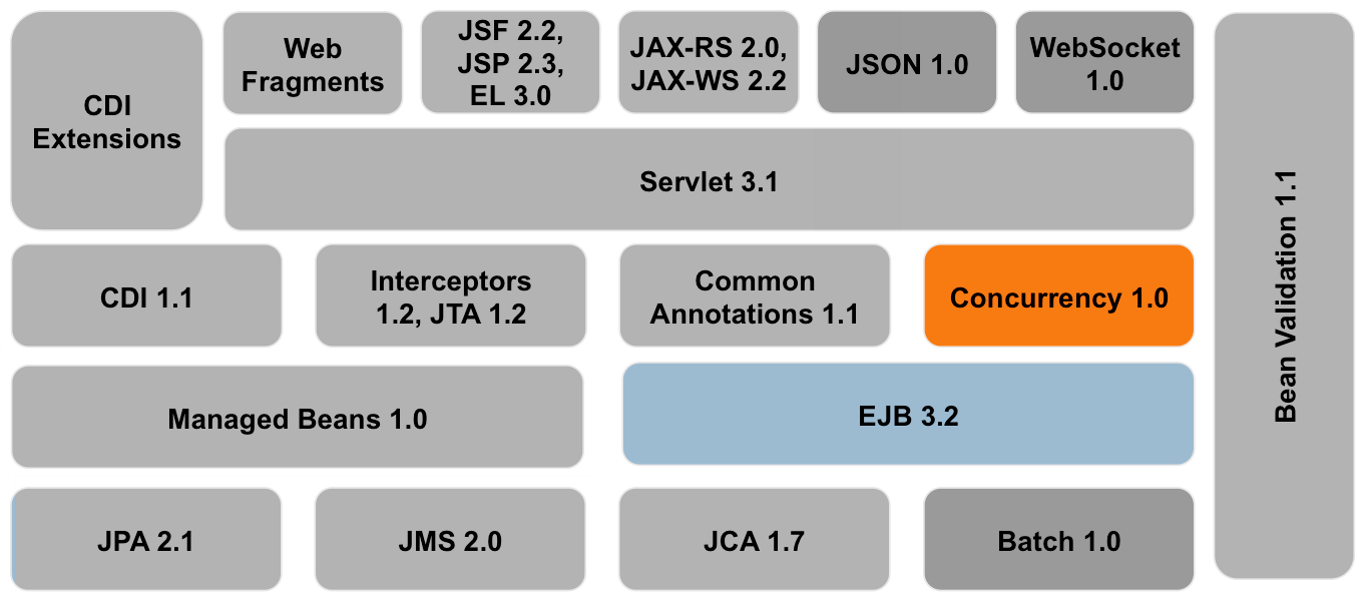 CDI
Extensions
Web
Fragments
JSF 2.2,
JSP 2.3,
EL 3.0
JAX-RS 2.0,
JAX-WS 2.2
JSON 1.0
WebSocket
1.0
Servlet 3.1
CDI 1.1
Interceptors
1.2, JTA 1.2
Common
Annotations 1.1
Concurrency 1.0
Managed Beans 1.0
EJB 3.2
JPA 2.1
JMS 2.0
JCA 1.7
Batch 1.0
Bean Validation 1.1